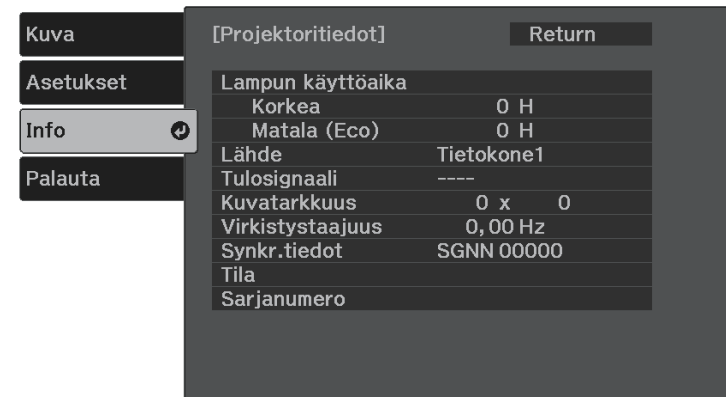 Kuva
Asetukset
Info
Palauta
[Projektoritiedot] Return
Lampun käyttöaika
Korkea 0 H
Matala (Eco) 0 H
Lähde Tietokone1
Tulosignaali ----
Kuvatarkkuus 0 x 0
Virkistystaajuus 0,00 Hz
Synkr.tiedot SGNN 00000
Tila
Sarjanumero